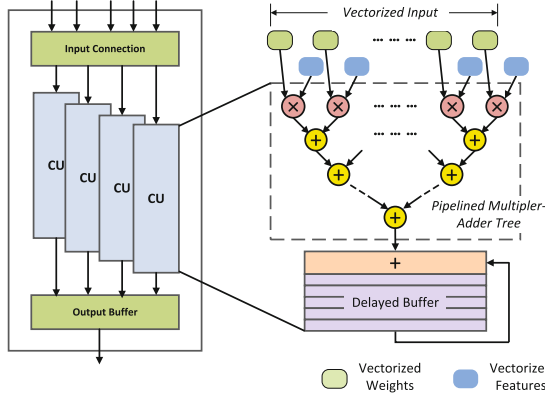 Vectorized Input
Input Connection
... ...
× × × ×
... ...
+ +
CU
CU
CU
CU
+ +
Pipelined Multipler-
Adder Tree
+
+
Delayed Buffer
Output Buffer
Vectorized
Weights
Vectorize
Features